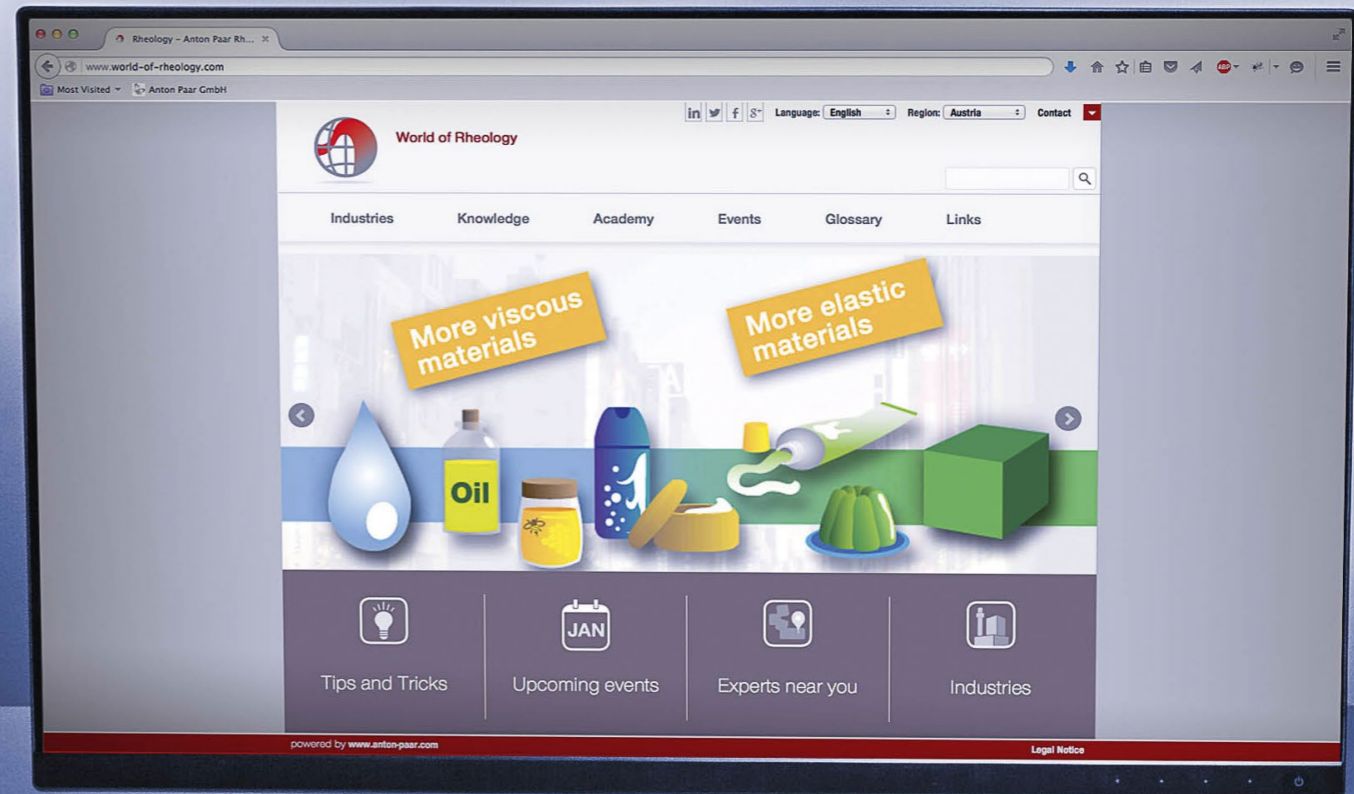 Rheology – Anton Paar Rh...
www.world-of-rheology.com
Most Visited
Anton Paar GmbH
Language: English
Region: Austria
Contact
World of Rheology
Industries
Knowledge
Academy
Events
Glossary
Links
More viscous
materials
More elastic
materials
Oil
JAN
Tips and Tricks
Upcoming events
Experts near you
Industries
powered by www.anton-paar.com
Legal Notice
in
f
g+
ABP